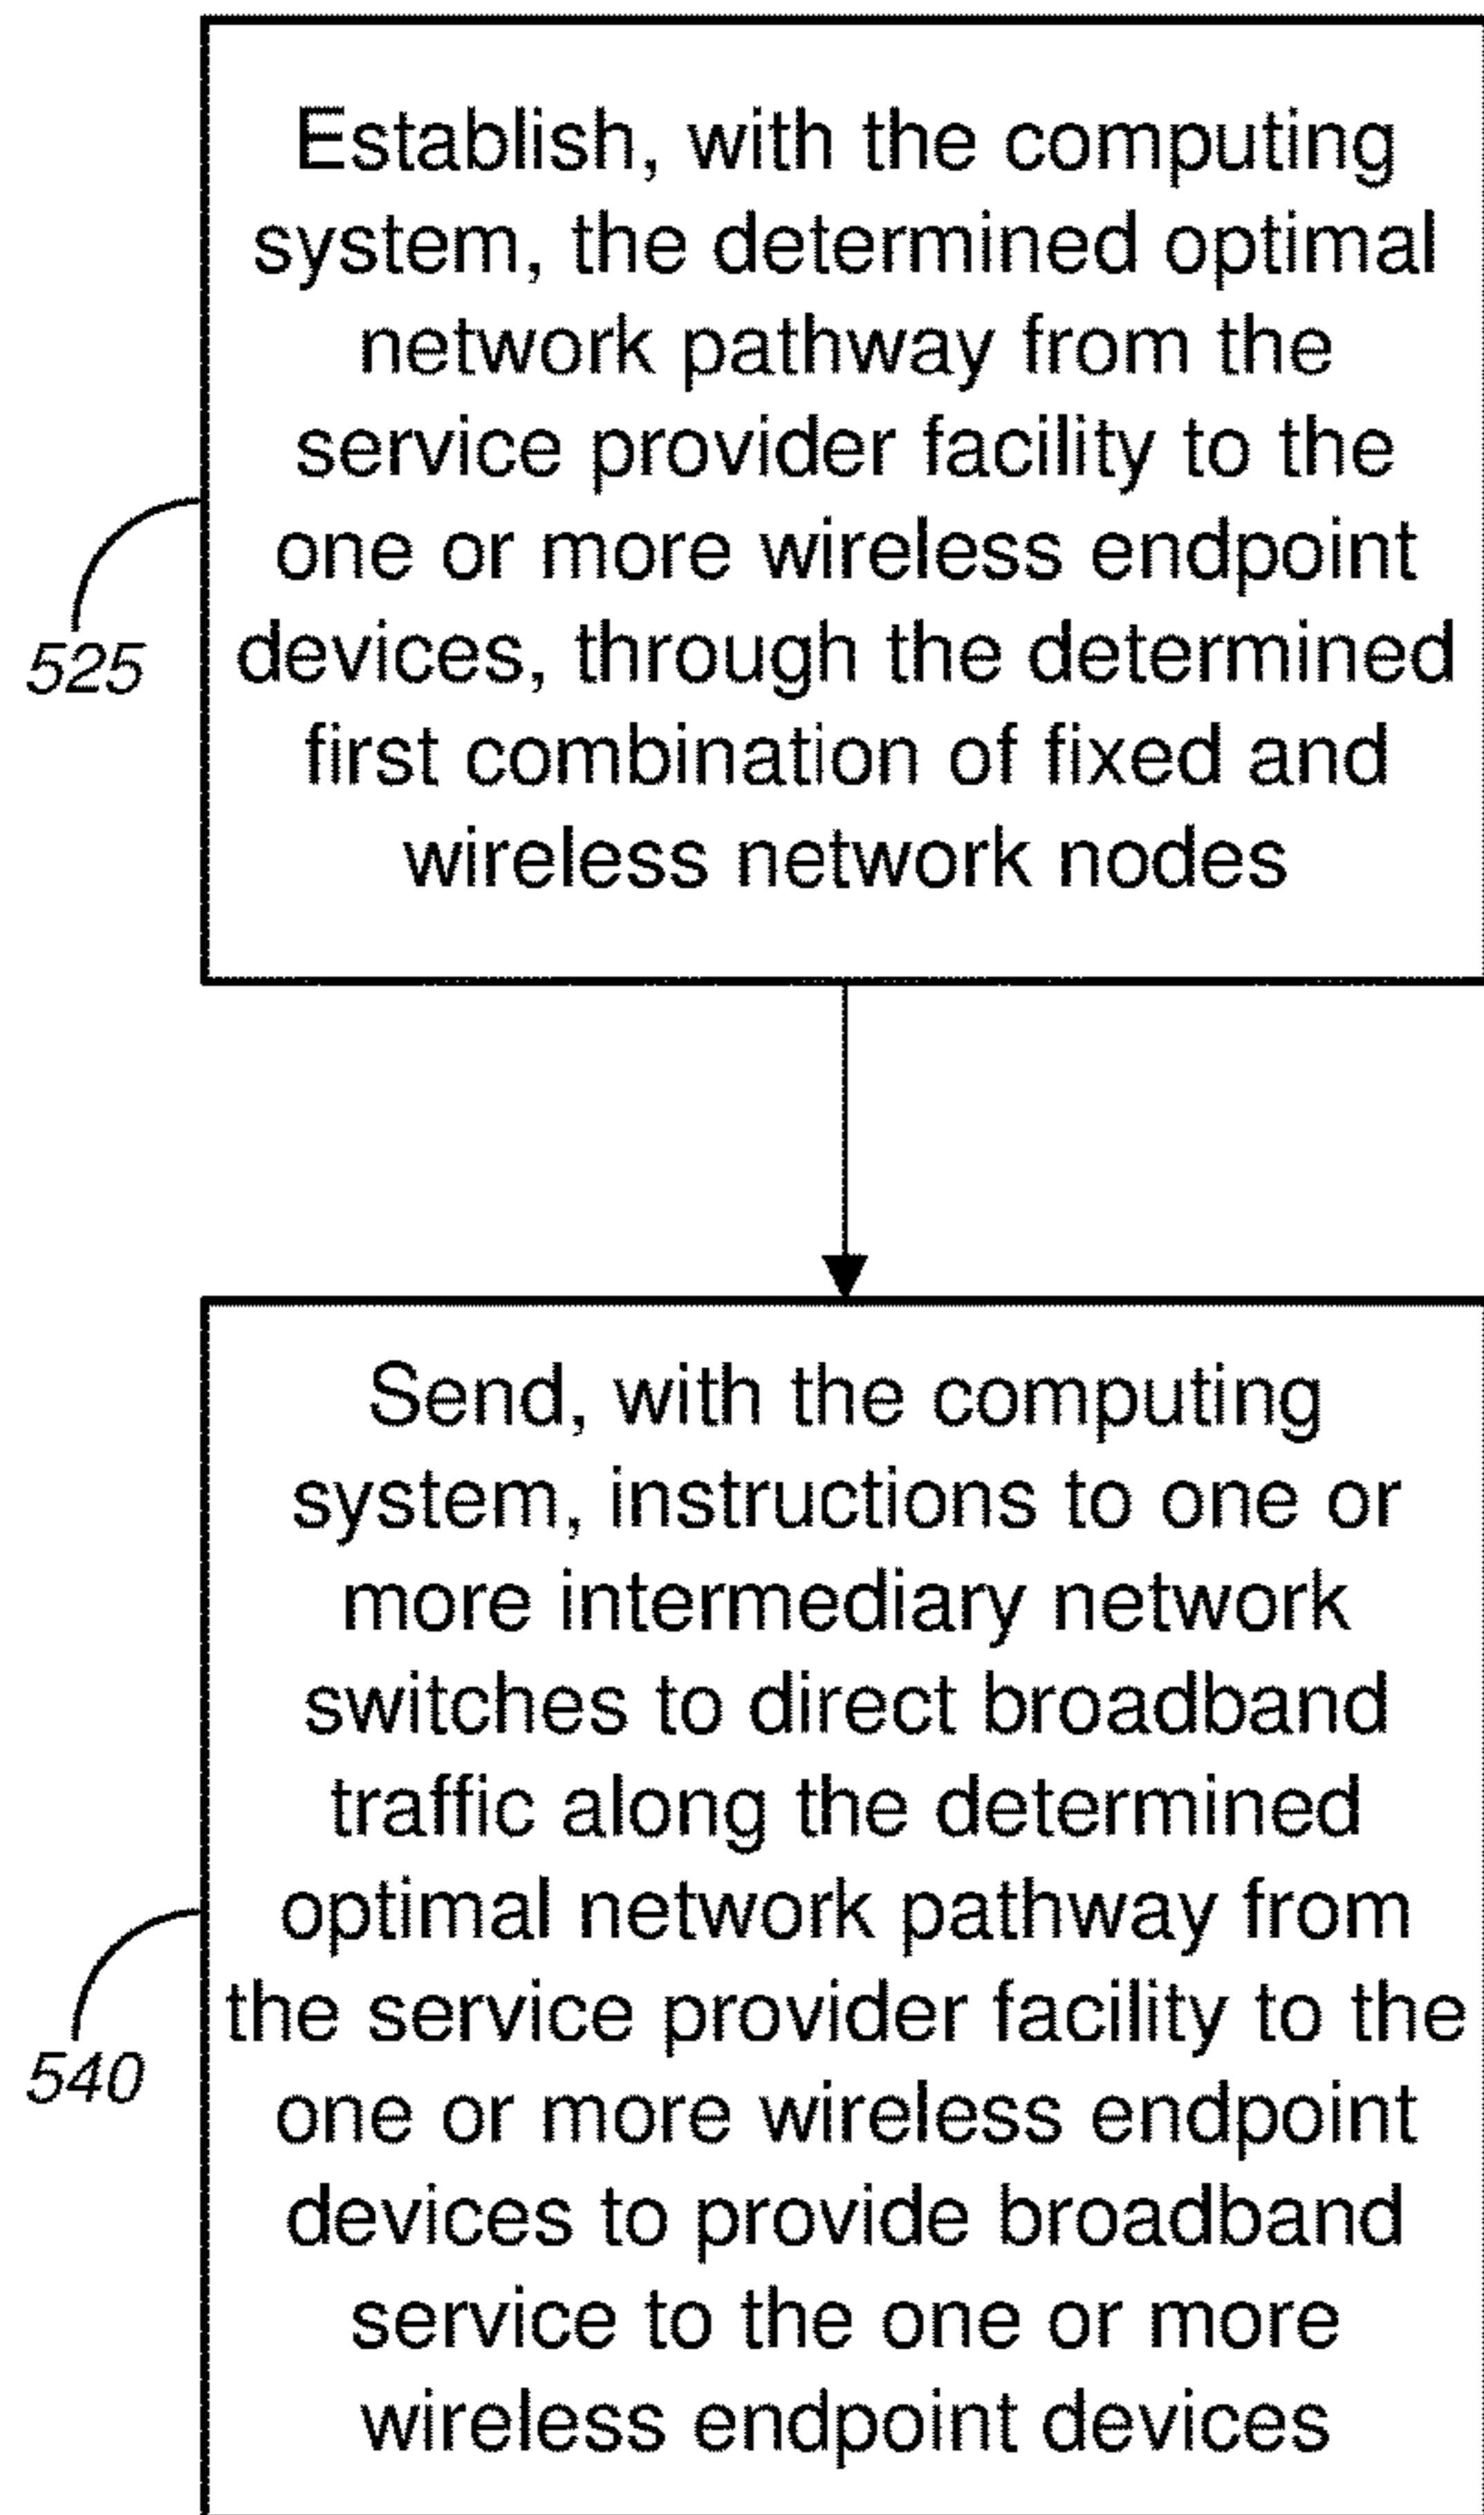 Establish, with the computing
system, the determined optimal
network pathway from the
service provider facility to the
one or more wireless endpoint
devices, through the determined
first combination of fixed and
wireless network nodes
525
Send, with the computing
system, instructions to one or
more intermediary network
switches to direct broadband
traffic along the determined
optimal network pathway from
the service provider facility to the
one or more wireless endpoint
devices to provide broadband
service to the one or more
wireless endpoint devices
540